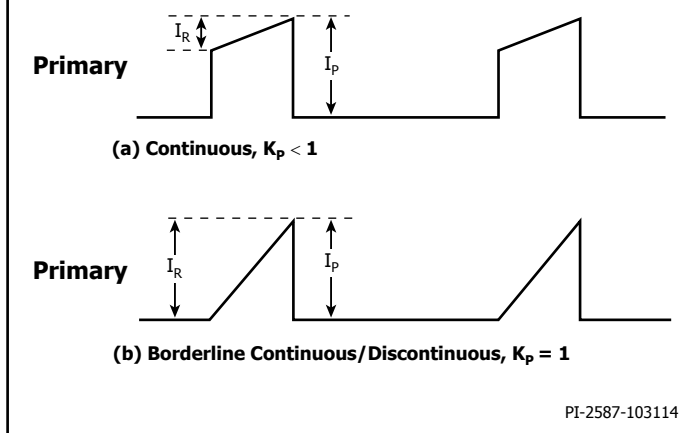 I_R
I_P
Primary
(a) Continuous, K_P < 1
I_R
I_P
Primary
(b) Borderline Continuous/Discontinuous, K_P = 1
PI-2587-103114